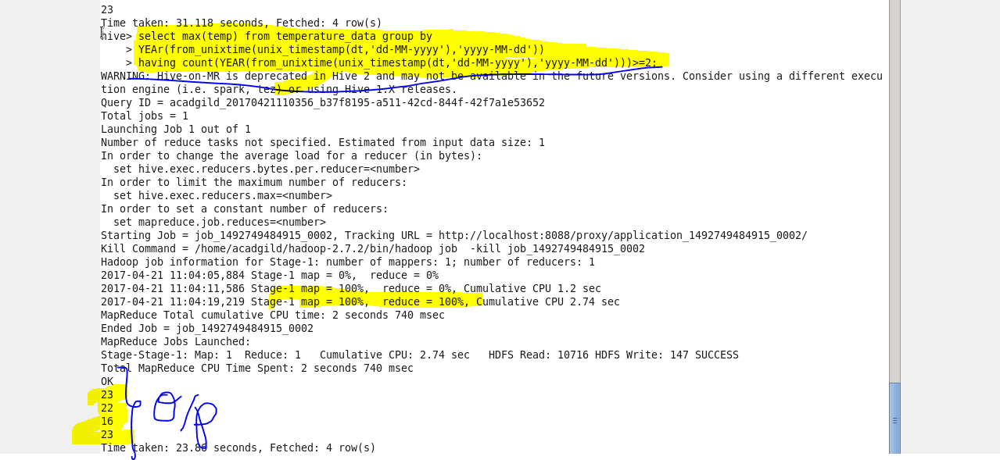 23
Time taken: 31.118 seconds, Fetched: 4 row(s)
hive> select max(temp) from temperature_data group by
    > YEAr(from_unixtime(unix_timestamp(dt,'dd-MM-yyyy'),'yyyy-MM-dd'))
    > having count(YEAR(from_unixtime(unix_timestamp(dt,'dd-MM-yyyy'),'yyyy-MM-dd')))>=2;
WARNING: Hive-on-MR is deprecated in Hive 2 and may not be available in the future versions. Consider using a different execu
tion engine (i.e. spark, tez) or using Hive 1.X releases.
Query ID = acadgild_20170421110356_b37f8195-a511-42cd-844f-42f7a1e53652
Total jobs = 1
Launching Job 1 out of 1
Number of reduce tasks not specified. Estimated from input data size: 1
In order to change the average load for a reducer (in bytes):
  set hive.exec.reducers.bytes.per.reducer=<number>
In order to limit the maximum number of reducers:
  set hive.exec.reducers.max=<number>
In order to set a constant number of reducers:
  set mapreduce.job.reduces=<number>
Starting Job = job_1492749484915_0002, Tracking URL = http://localhost:8088/proxy/application_1492749484915_0002/
Kill Command = /home/acadgild/hadoop-2.7.2/bin/hadoop job  -kill job_1492749484915_0002
Hadoop job information for Stage-1: number of mappers: 1; number of reducers: 1
2017-04-21 11:04:05,884 Stage-1 map = 0%,  reduce = 0%
2017-04-21 11:04:11,586 Stage-1 map = 100%,  reduce = 0%, Cumulative CPU 1.2 sec
2017-04-21 11:04:19,219 Stage-1 map = 100%,  reduce = 100%, Cumulative CPU 2.74 sec
MapReduce Total cumulative CPU time: 2 seconds 740 msec
Ended Job = job_1492749484915_0002
MapReduce Jobs Launched:
Stage-Stage-1: Map: 1  Reduce: 1   Cumulative CPU: 2.74 sec   HDFS Read: 10716 HDFS Write: 147 SUCCESS
Total MapReduce CPU Time Spent: 2 seconds 740 msec
OK
23
22
16
23
O/p
Time taken: 23.86 seconds, Fetched: 4 row(s)